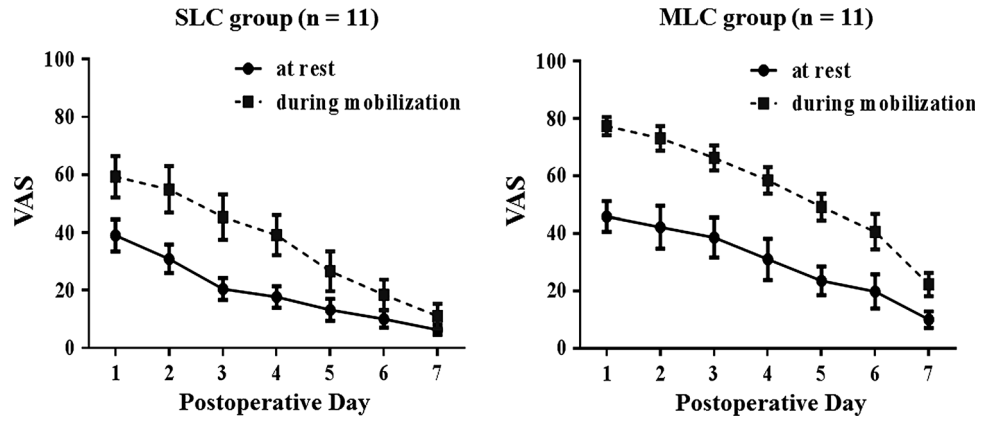 SLC group (n = 11)
100
80
60
40
20
0
VAS
at rest
during mobilization
1 2 3 4 5 6 7
Postoperative Day
MLC group (n = 11)
100
80
60
40
20
0
VAS
at rest
during mobilization
1 2 3 4 5 6 7
Postoperative Day